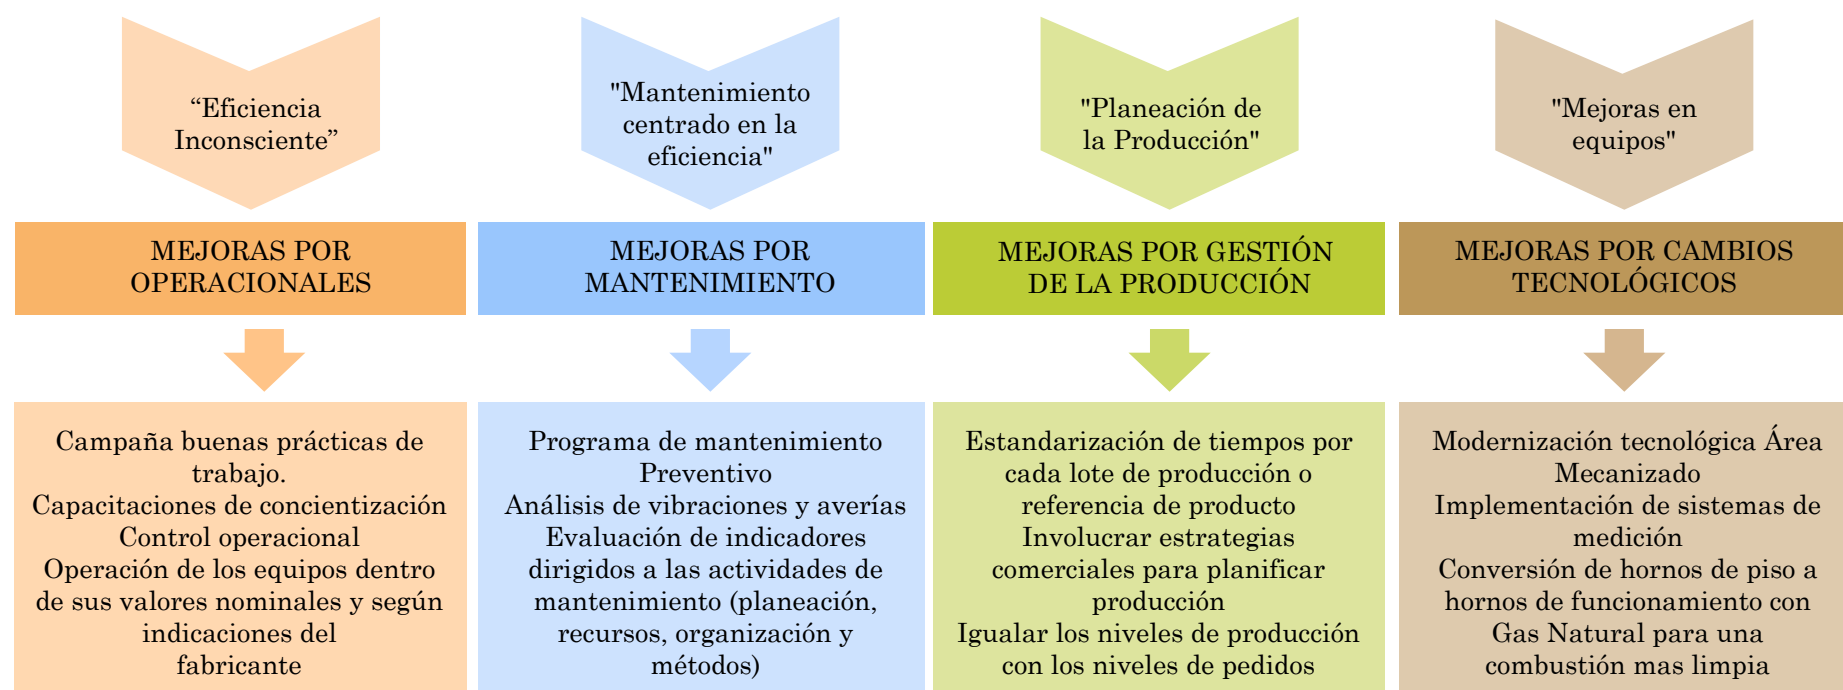 “Eficiencia
Inconsciente”
"Mantenimiento
centrado en la
eficiencia"
"Planeación de
la Producción"
"Mejoras en
equipos"
MEJORAS POR
OPERACIONALES
MEJORAS POR
MANTENIMIENTO
MEJORAS POR GESTIÓN
DE LA PRODUCCIÓN
MEJORAS POR CAMBIOS
TECNOLÓGICOS
Campaña buenas prácticas de
trabajo.
Capacitaciones de concientización
Control operacional
Operación de los equipos dentro
de sus valores nominales y según
indicaciones del
fabricante
Programa de mantenimiento
Preventivo
Análisis de vibraciones y averías
Evaluación de indicadores
dirigidos a las actividades de
mantenimiento (planeación,
recursos, organización y
métodos)
Estandarización de tiempos por
cada lote de producción o
referencia de producto
Involucrar estrategias
comerciales para planificar
producción
Igualar los niveles de producción
con los niveles de pedidos
Modernización tecnológica Área
Mecanizado
Implementación de sistemas de
medición
Conversión de hornos de piso a
hornos de funcionamiento con
Gas Natural para una
combustión mas limpia